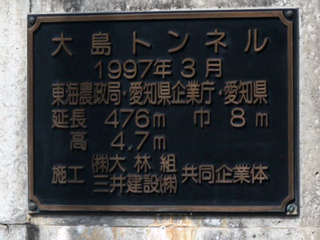 大島トンネル
1997年3月
東海農政局・愛知県企業庁・愛知県
延長 476m 巾 8m
高 4.7m
施工 ㈱大林組 三井建設㈱ 共同企業体